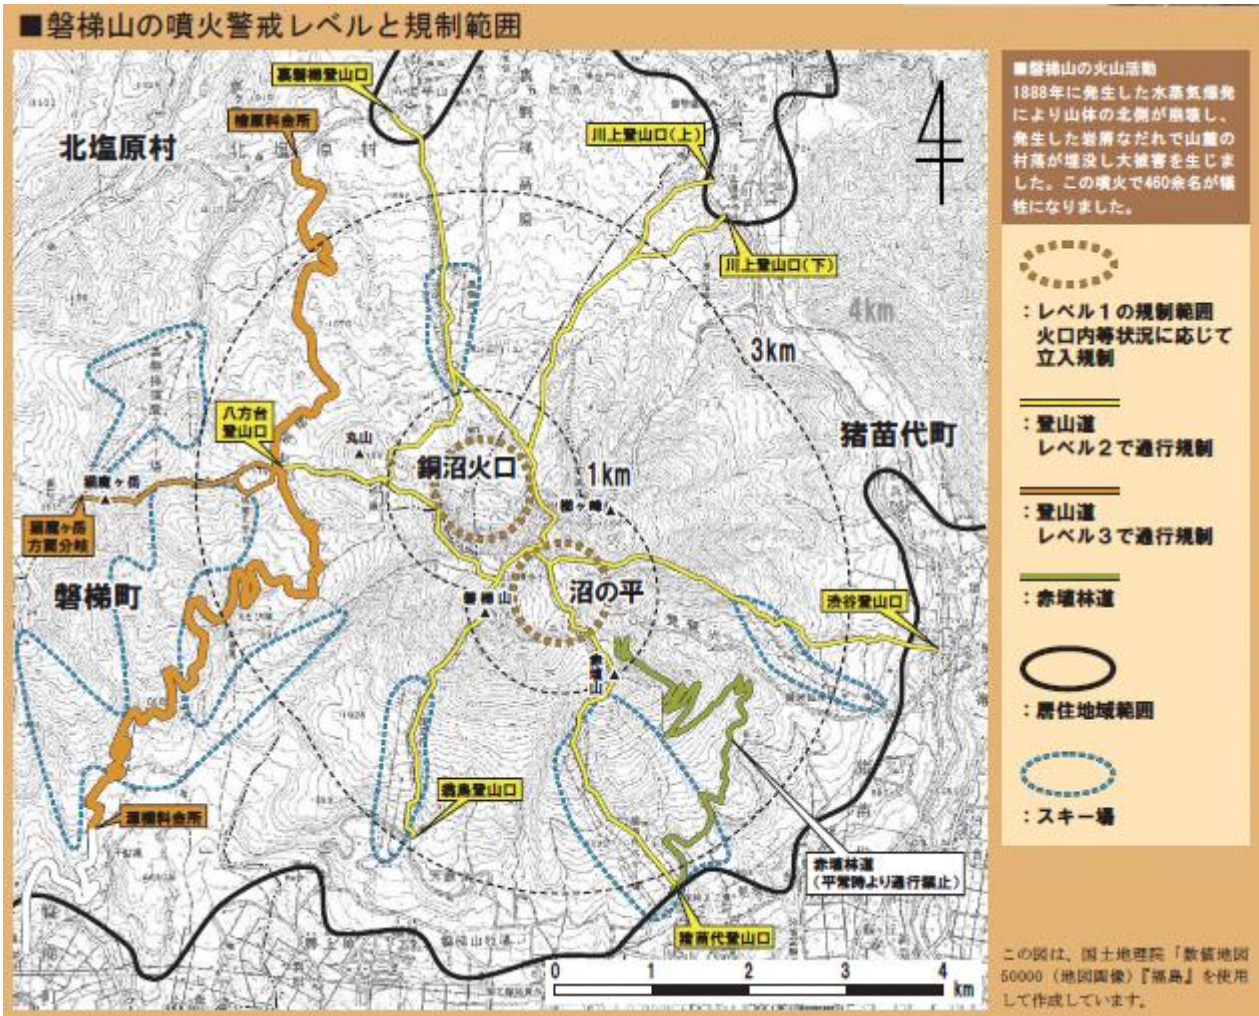 ■磐梯山の噴火警戒レベルと規制範囲
裏磐梯登山口
檜原料金所
北塩原村
川上登山口(上)
川上登山口(下)
4km
3km
八方台
登山口
丸山
銅沼火口
1km
櫛ヶ峰
猪苗代町
猫魔ヶ岳
猫魔ヶ岳
方面分岐
磐梯町
磐梯山
沼の平
渋谷登山口
赤埴山
翁島登山口
磐梯料金所
赤埴林道
(平常時より通行禁止)
猪苗代登山口
0 1 2 3 4
km
■磐梯山の火山活動
1888年に発生した水蒸気爆発
により山体の北側が崩壊し、
発生した岩屑なだれで山麓の
村落が埋没し大被害を生じま
した。この噴火で460余名が犠
牲になりました。
：レベル1の規制範囲
火口内等状況に応じて
立入規制
：登山道
レベル2で通行規制
：登山道
レベル3で通行規制
：赤埴林道
：居住地域範囲
：スキー場
この図は、国土地理院「数値地図
50000（地図画像）『福島』を使用
して作成しています。